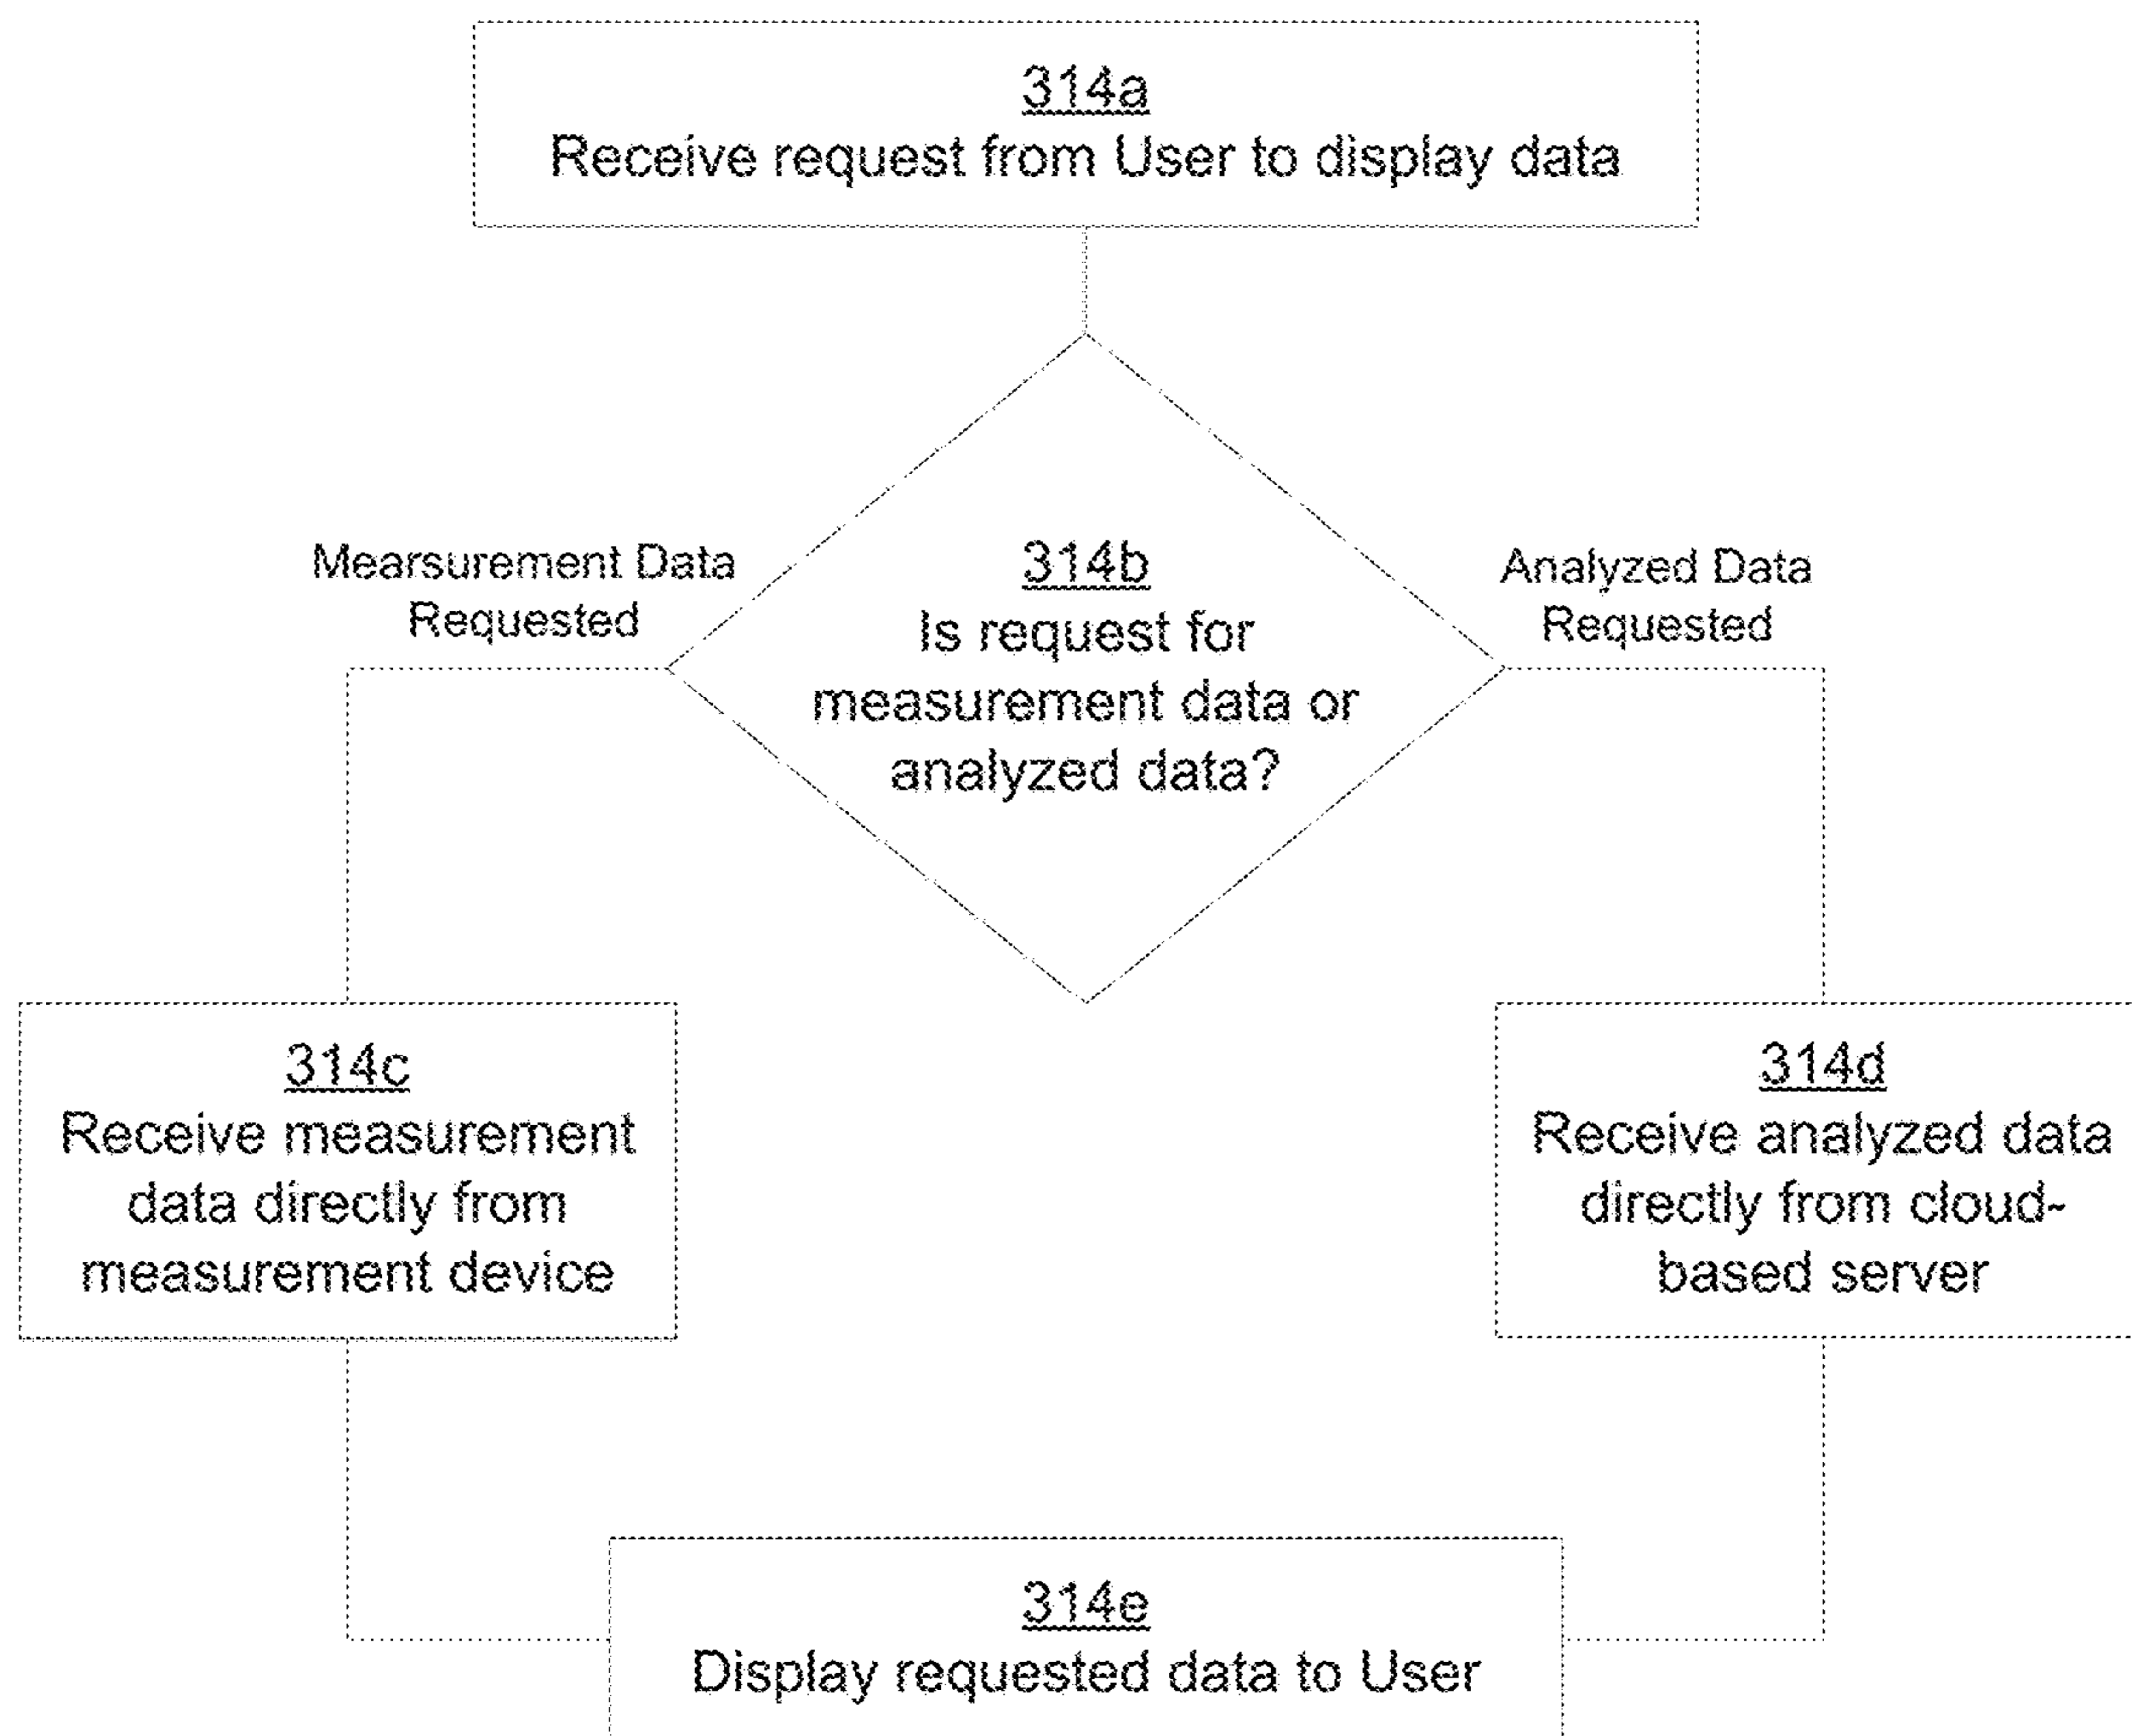 314a
Receive request from User to display data
Mearsurement Data
Requested
314b
Is request for
measurement data or
analyzed data?
Analyzed Data
Requested
314c
Receive measurement
data directly from
measurement device
314d
Receive analyzed data
directly from cloud-
based server
314e
Display requested data to User